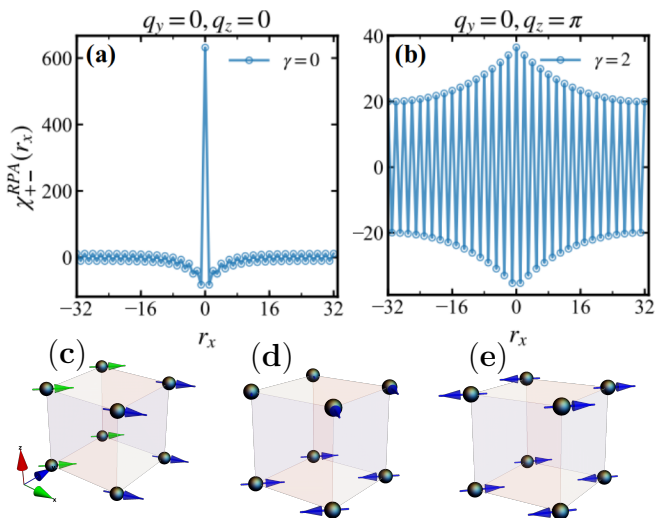 q_y = 0, q_z = 0
q_y = 0, q_z = π
(a)
γ = 0
(b)
γ = 2
χ^{RPA}_{+-}(r_x)
600
400
200
0
40
20
0
−20
−32 −16 0 16 32
−32 −16 0 16 32
r_x
r_x
(c)
(d)
(e)
z
x